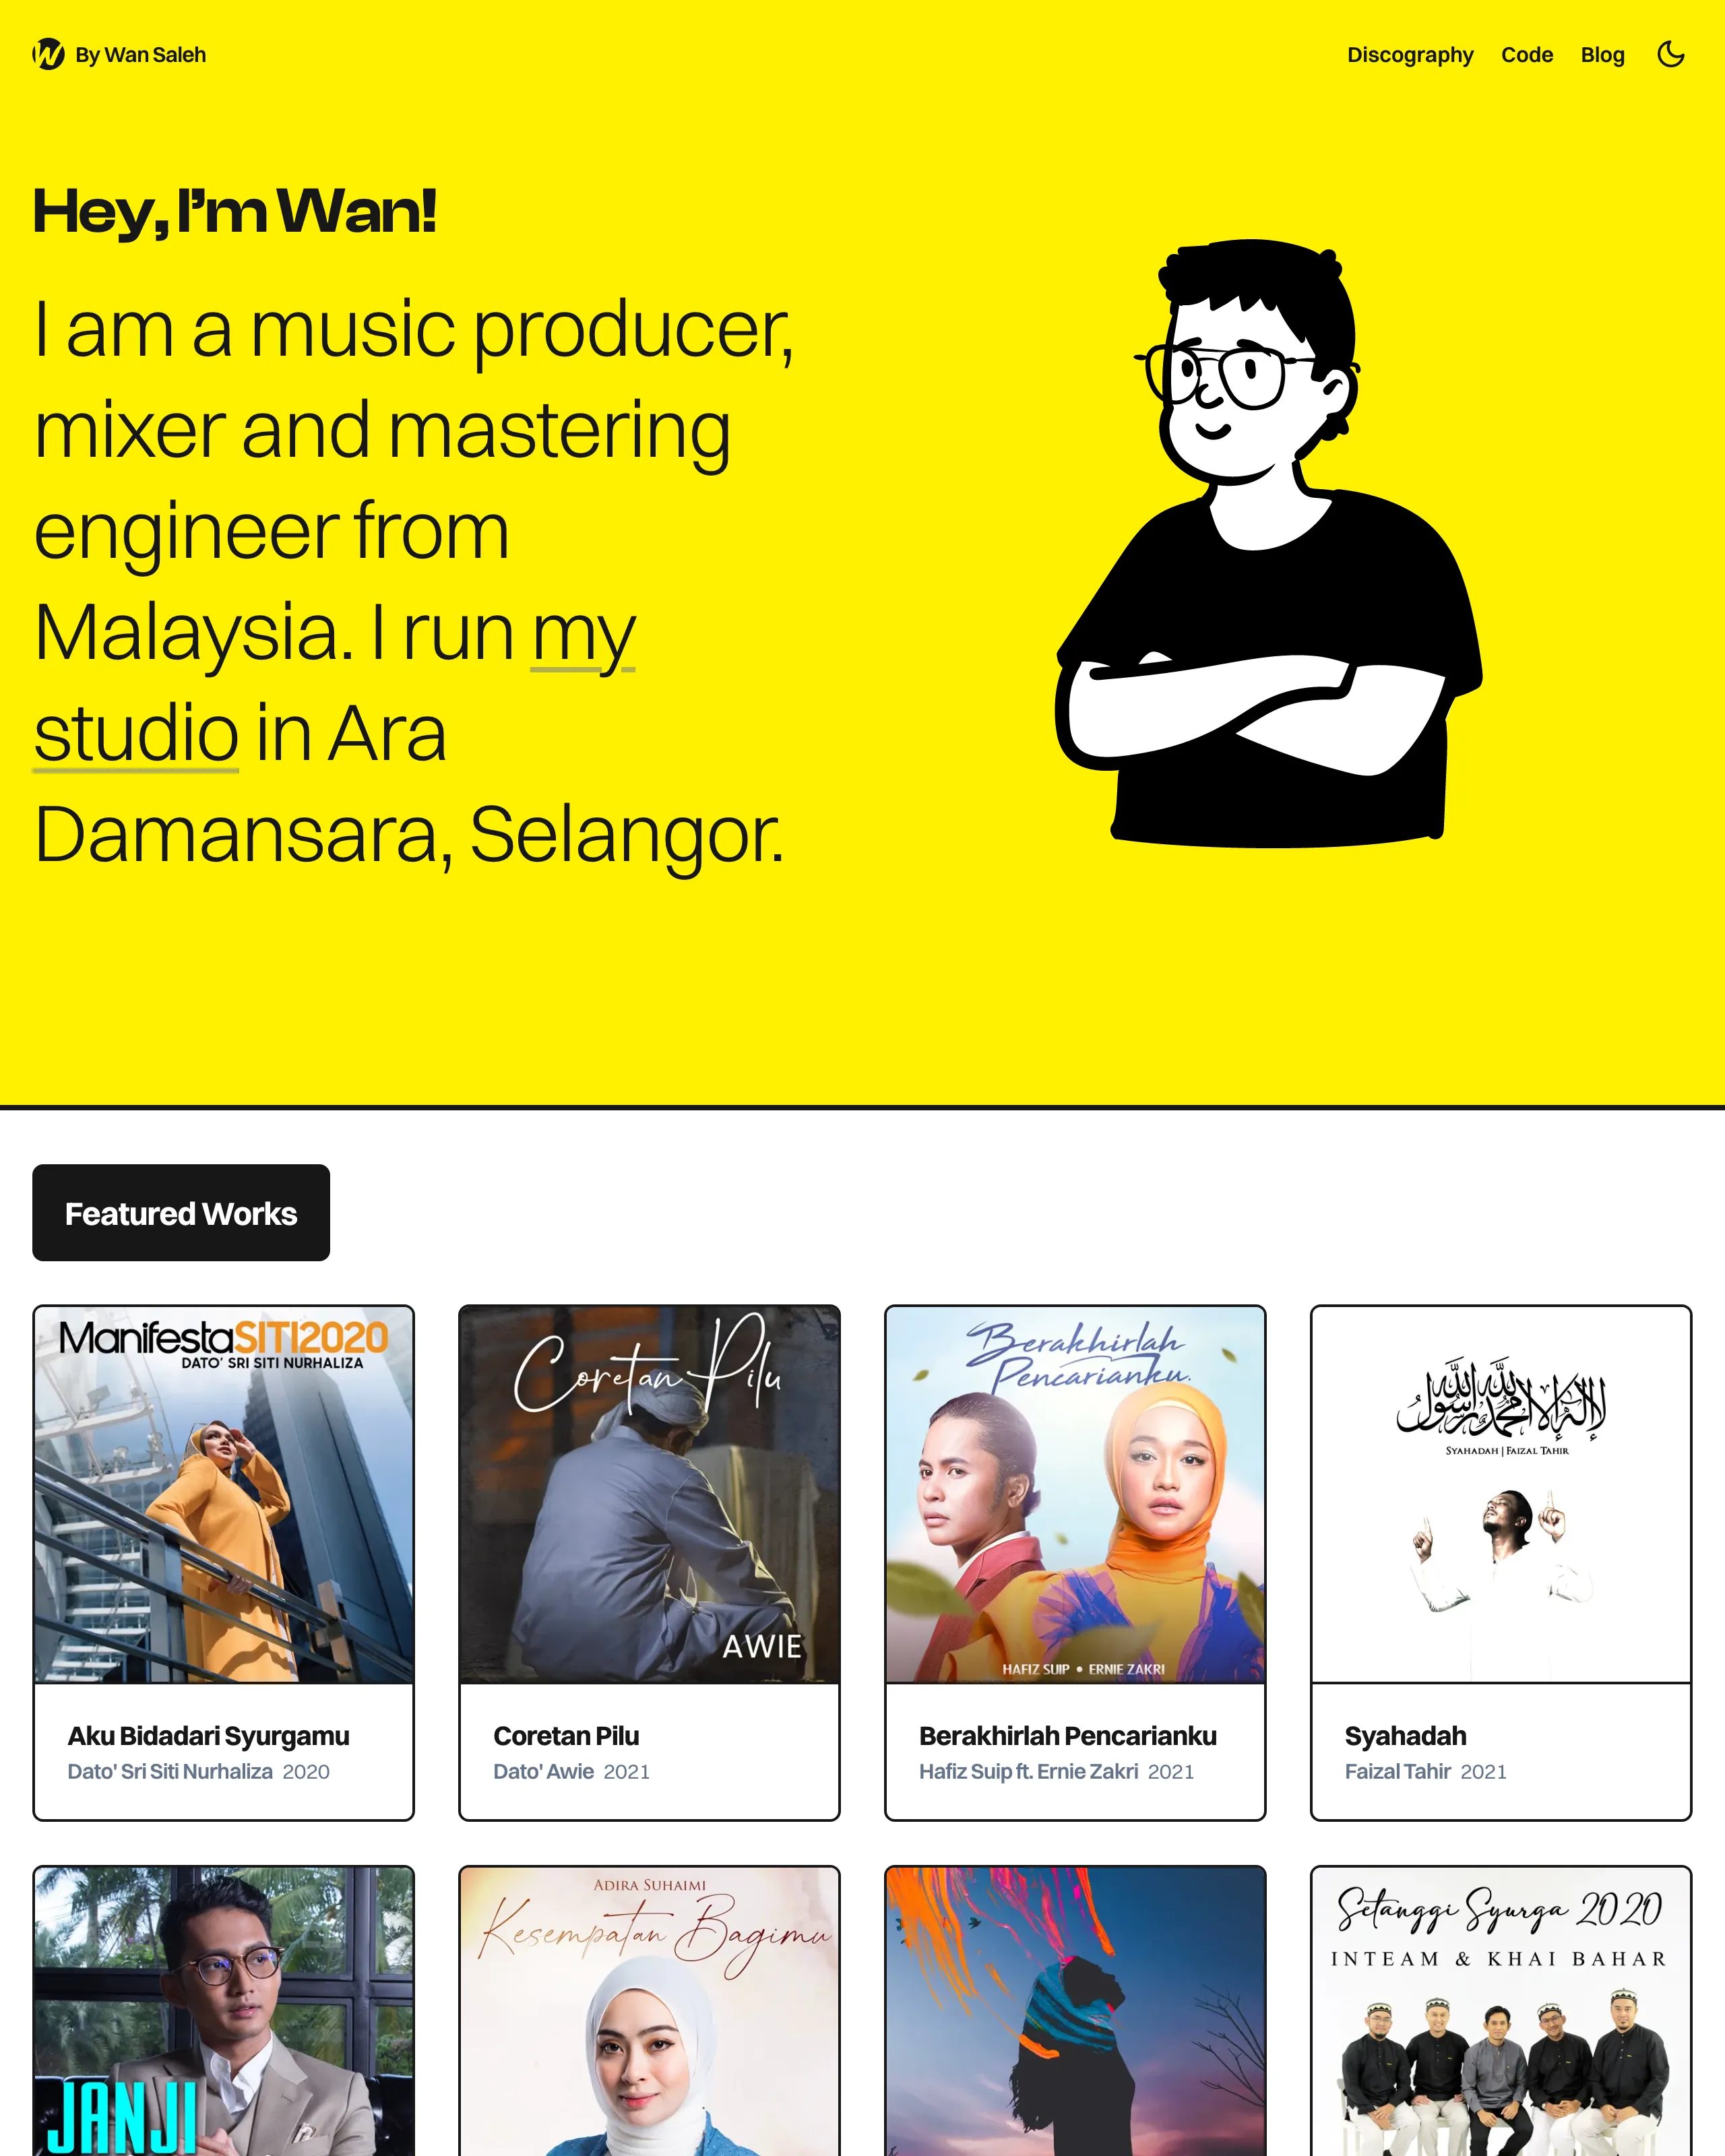 By Wan Saleh
Discography
Code
Blog
Hey, I'm Wan!
I am a music producer,
mixer and mastering
engineer from
Malaysia. I run my
studio in Ara
Damansara, Selangor.
Featured Works
ManifestaSITI2020
DATO' SRI SITI NURHALIZA
Aku Bidadari Syurgamu
Dato' Sri Siti Nurhaliza 2020
Coretan Pilu
AWIE
Coretan Pilu
Dato' Awie 2021
Berakhirlah
Pencarianku.
HAFIZ SUIP • ERNIE ZAKRI
Berakhirlah Pencarianku
Hafiz Suip ft. Ernie Zakri 2021
لا إله إلا الله محمد رسول الله
SYAHADAH | FAIZAL TAHIR
Syahadah
Faizal Tahir 2021
JANJI
ADIRA SUHAIMI
Kesempatan Bagimu
Setanggi Syurga 2020
INTEAM & KHAI BAHAR